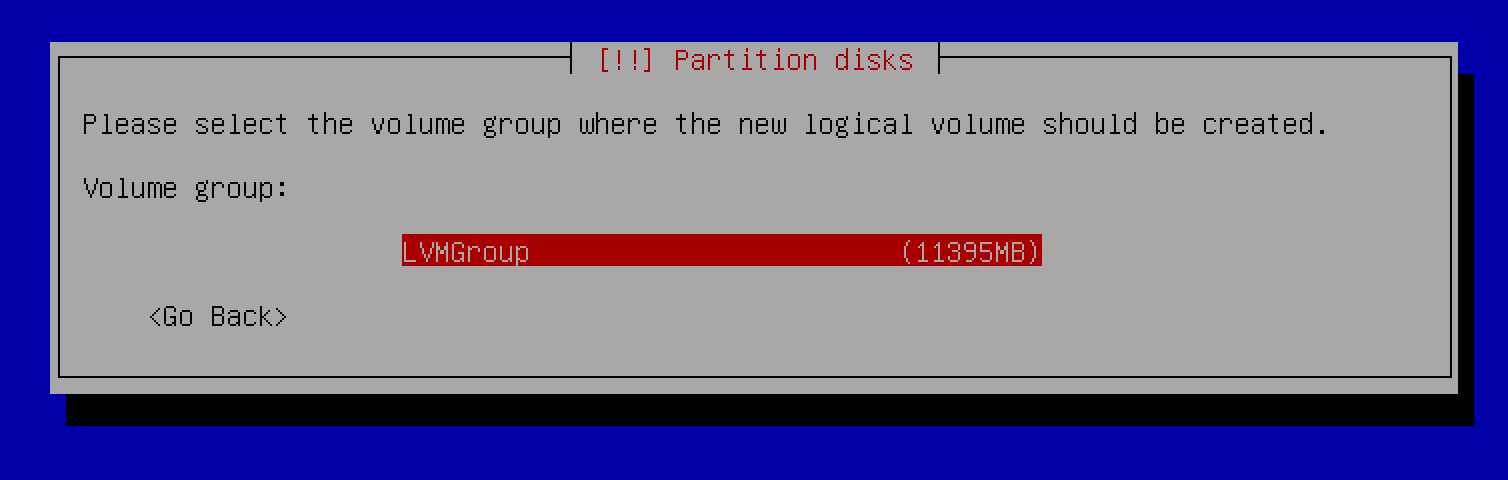 [!!] Partition disks
Please select the volume group where the new logical volume should be created.
Volume group:
LVMGroup (11395MB)
<Go Back>